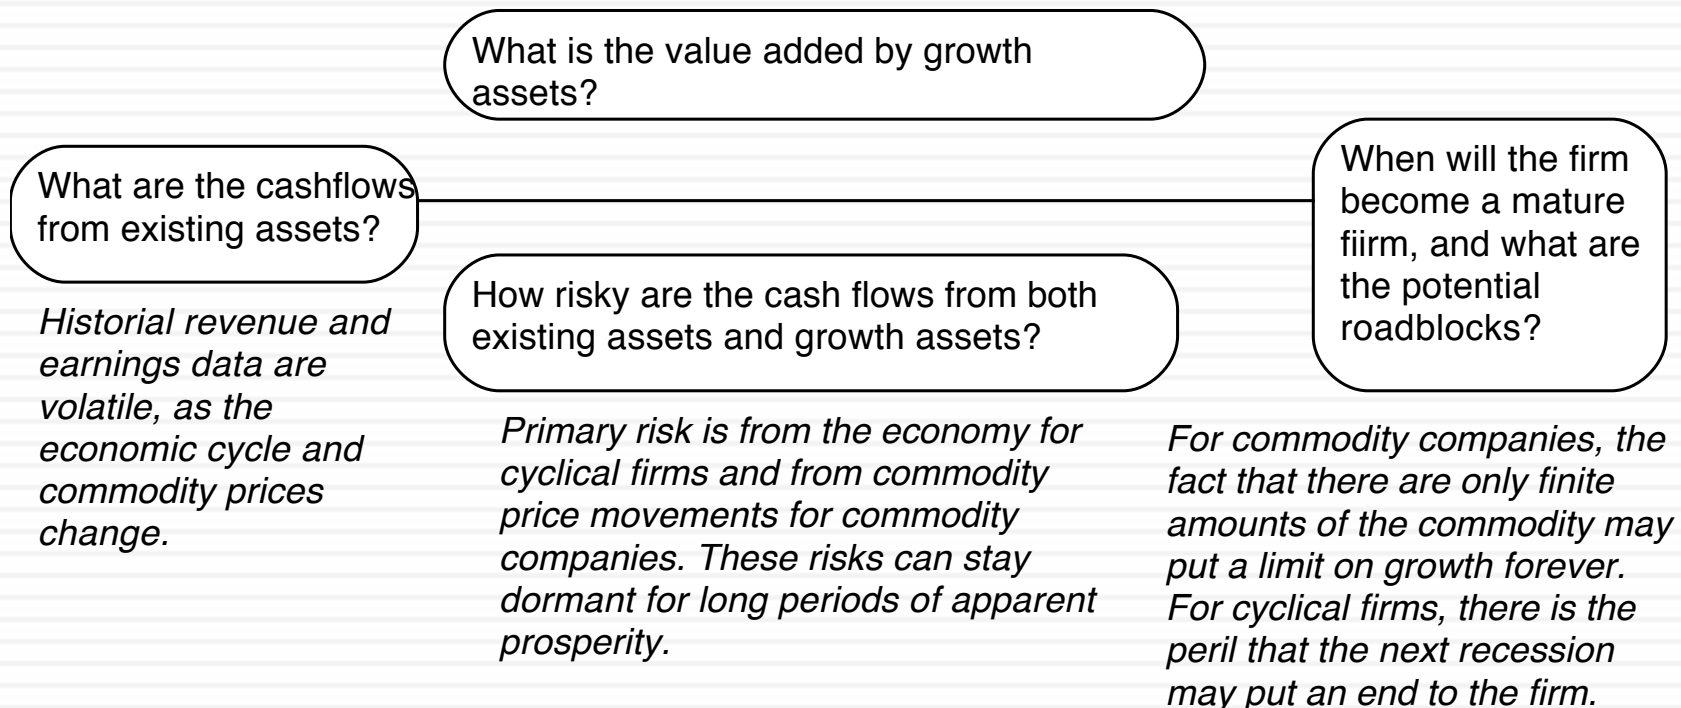 What is the value added by growth
assets?
What are the cashflows
from existing assets?
Historial revenue and
earnings data are
volatile, as the
economic cycle and
commodity prices
change.
How risky are the cash flows from both
existing assets and growth assets?
Primary risk is from the economy for
cyclical firms and from commodity
price movements for commodity
companies. These risks can stay
dormant for long periods of apparent
prosperity.
When will the firm
become a mature
fiirm, and what are
the potential
roadblocks?
For commodity companies, the
fact that there are only finite
amounts of the commodity may
put a limit on growth forever.
For cyclical firms, there is the
peril that the next recession
may put an end to the firm.